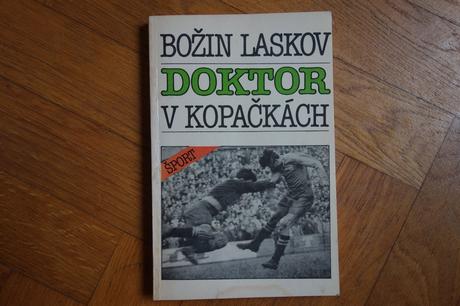 BOŽIN LASKOV
DOKTOR
V KOPAČKÁCH
ŠPORT